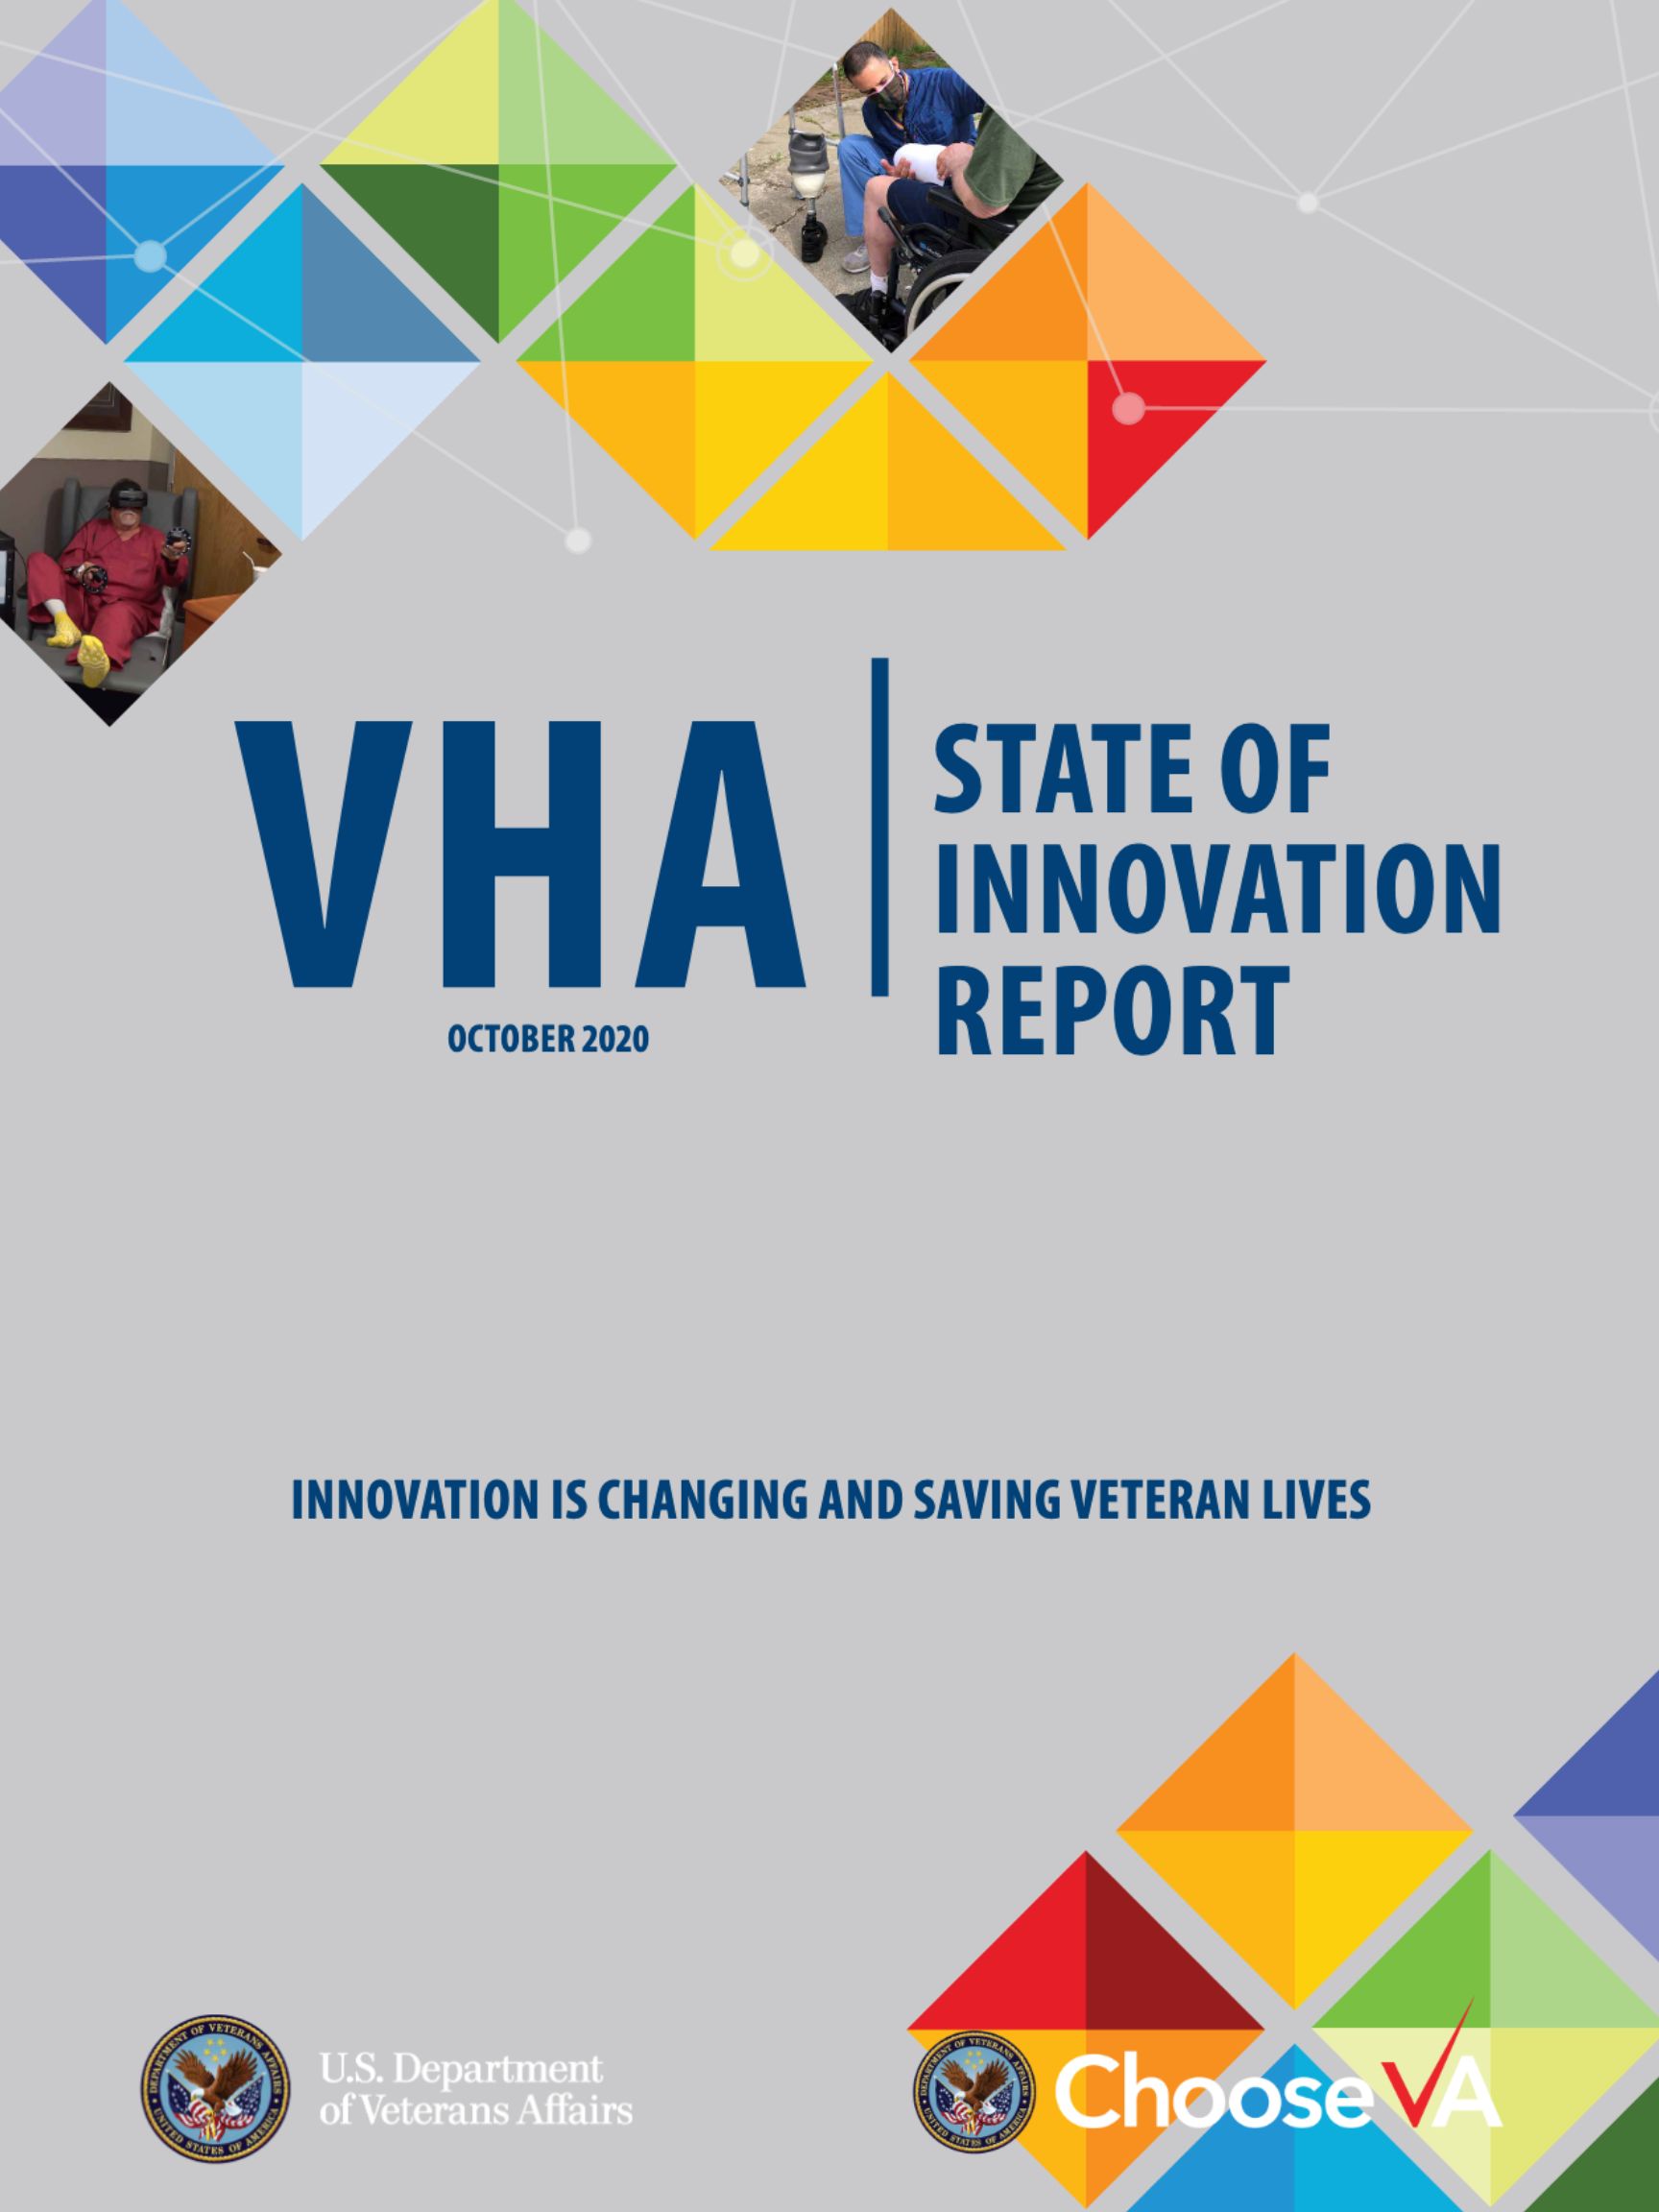 VHA
OCTOBER 2020
STATE OF
INNOVATION
REPORT
INNOVATION IS CHANGING AND SAVING VETERAN LIVES
DEPARTMENT OF VETERANS AFFAIRS
UNITED STATES OF AMERICA
U.S. Department
of Veterans Affairs
DEPARTMENT OF VETERANS AFFAIRS
UNITED STATES OF AMERICA
Choose VA